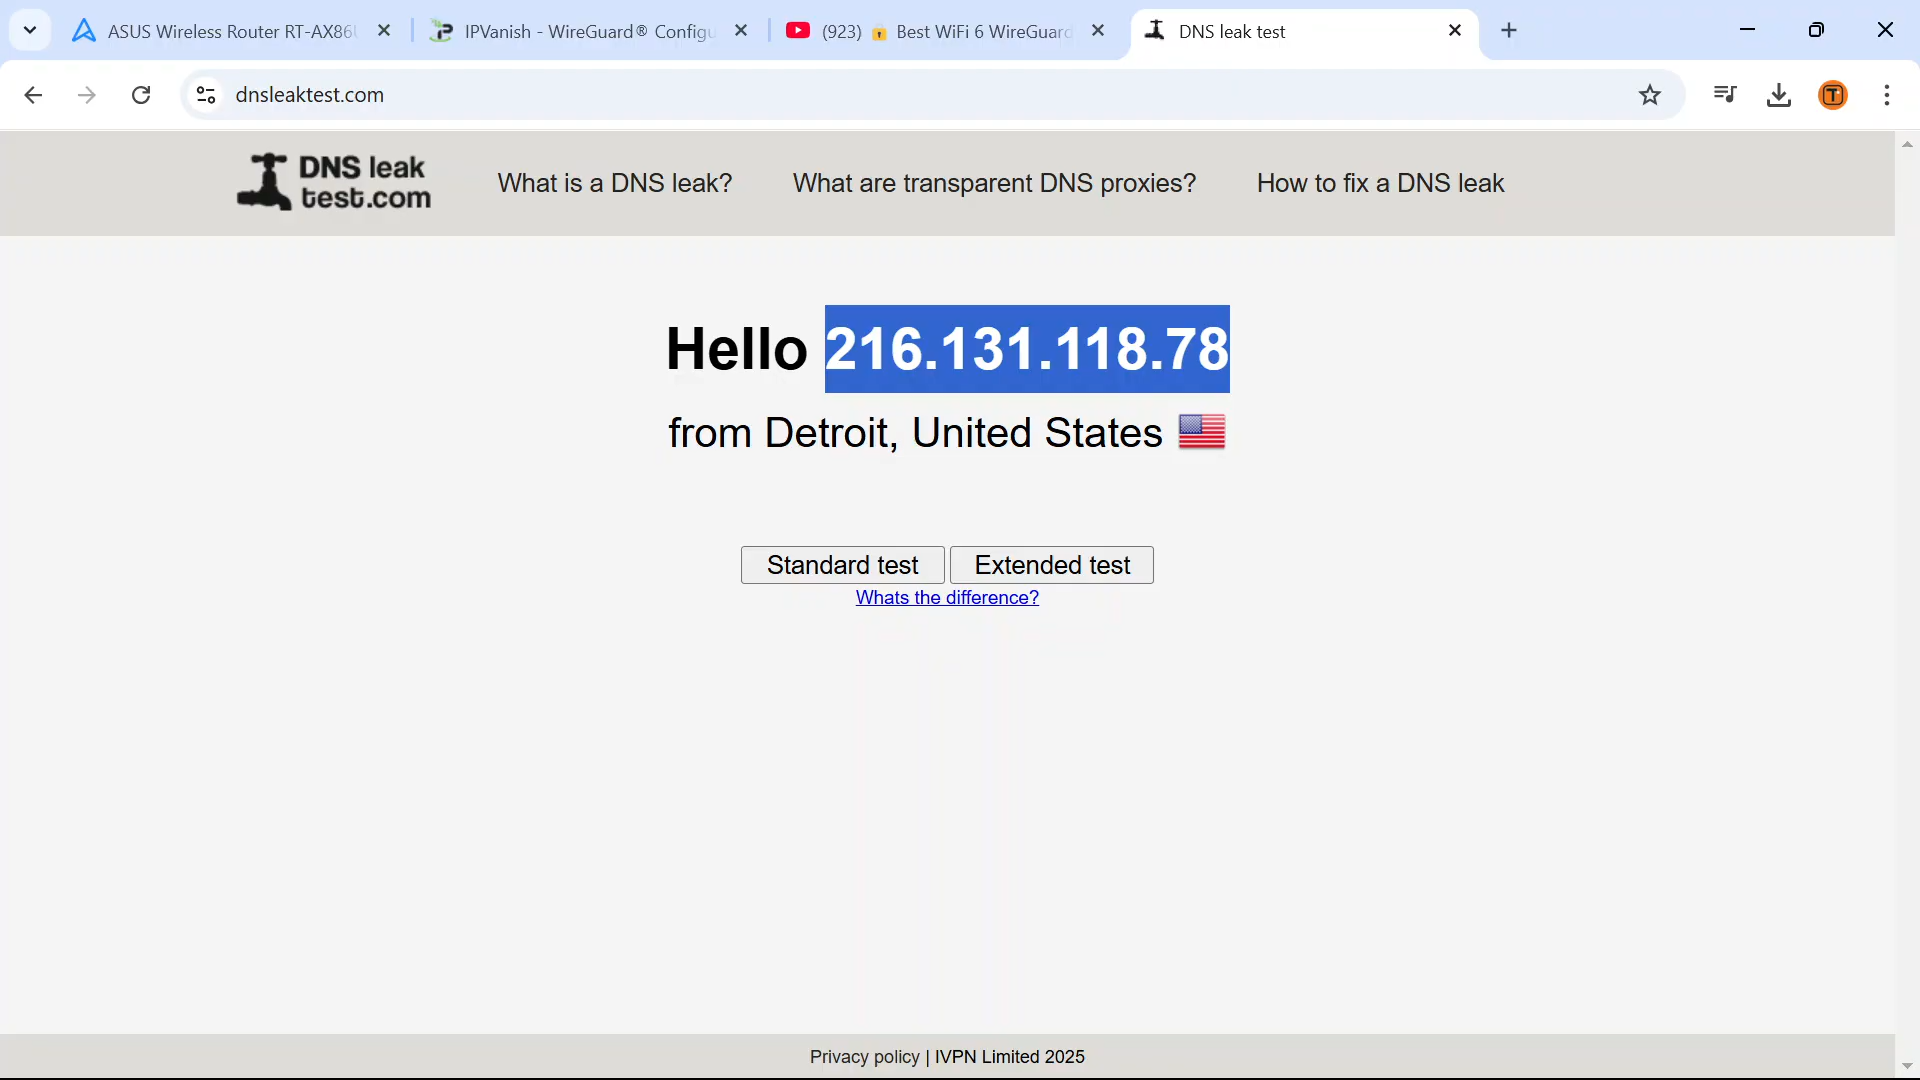 ASUS Wireless Router RT-AX86U
IPVanish - WireGuard® Configu
(923) 🔒 Best WiFi 6 WireGuard
DNS leak test
dnsleaktest.com
DNS leak
test.com
What is a DNS leak?
What are transparent DNS proxies?
How to fix a DNS leak
Hello 216.131.118.78
from Detroit, United States
Standard test
Extended test
Whats the difference?
Privacy policy | IVPN Limited 2025